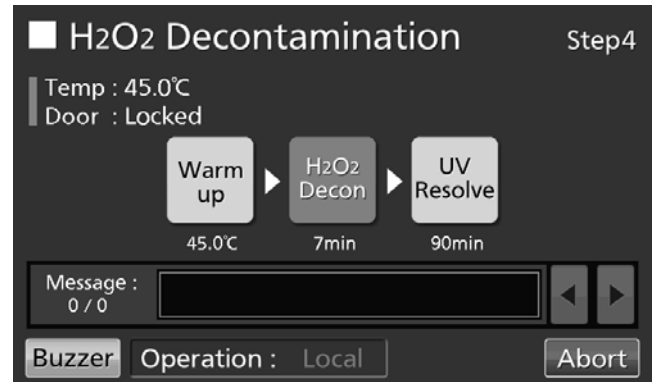 H2O2 Decontamination Step4
Temp : 45.0℃
Door : Locked
Warm up
H2O2 Decon
UV Resolve
45.0℃ 7min 90min
Message :
0 / 0
Buzzer Operation : Local Abort